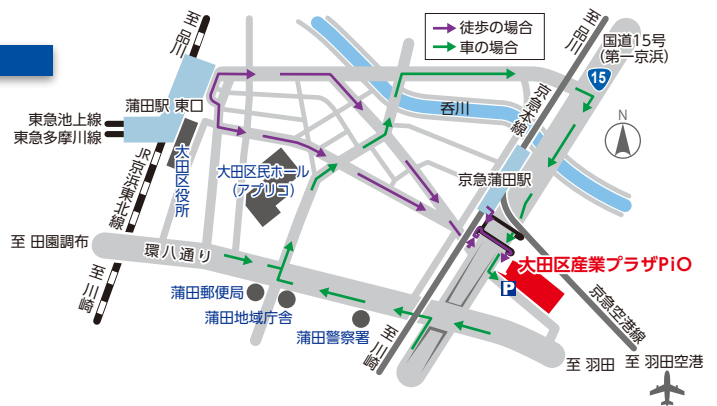 徒歩の場合
車の場合
至 品川
至 品川
国道15号
(第一京浜)
15
呑川
京急本線
N
蒲田駅 東口
東急池上線
東急多摩川線
大田区役所
JR京浜東北線
大田区民ホール
(アプリコ)
京急蒲田駅
至 田園調布
環八通り
至 川崎
大田区産業プラザPiO
P
京急空港線
蒲田郵便局
蒲田地域庁舎
蒲田警察署
至 川崎
至 羽田
至 羽田空港